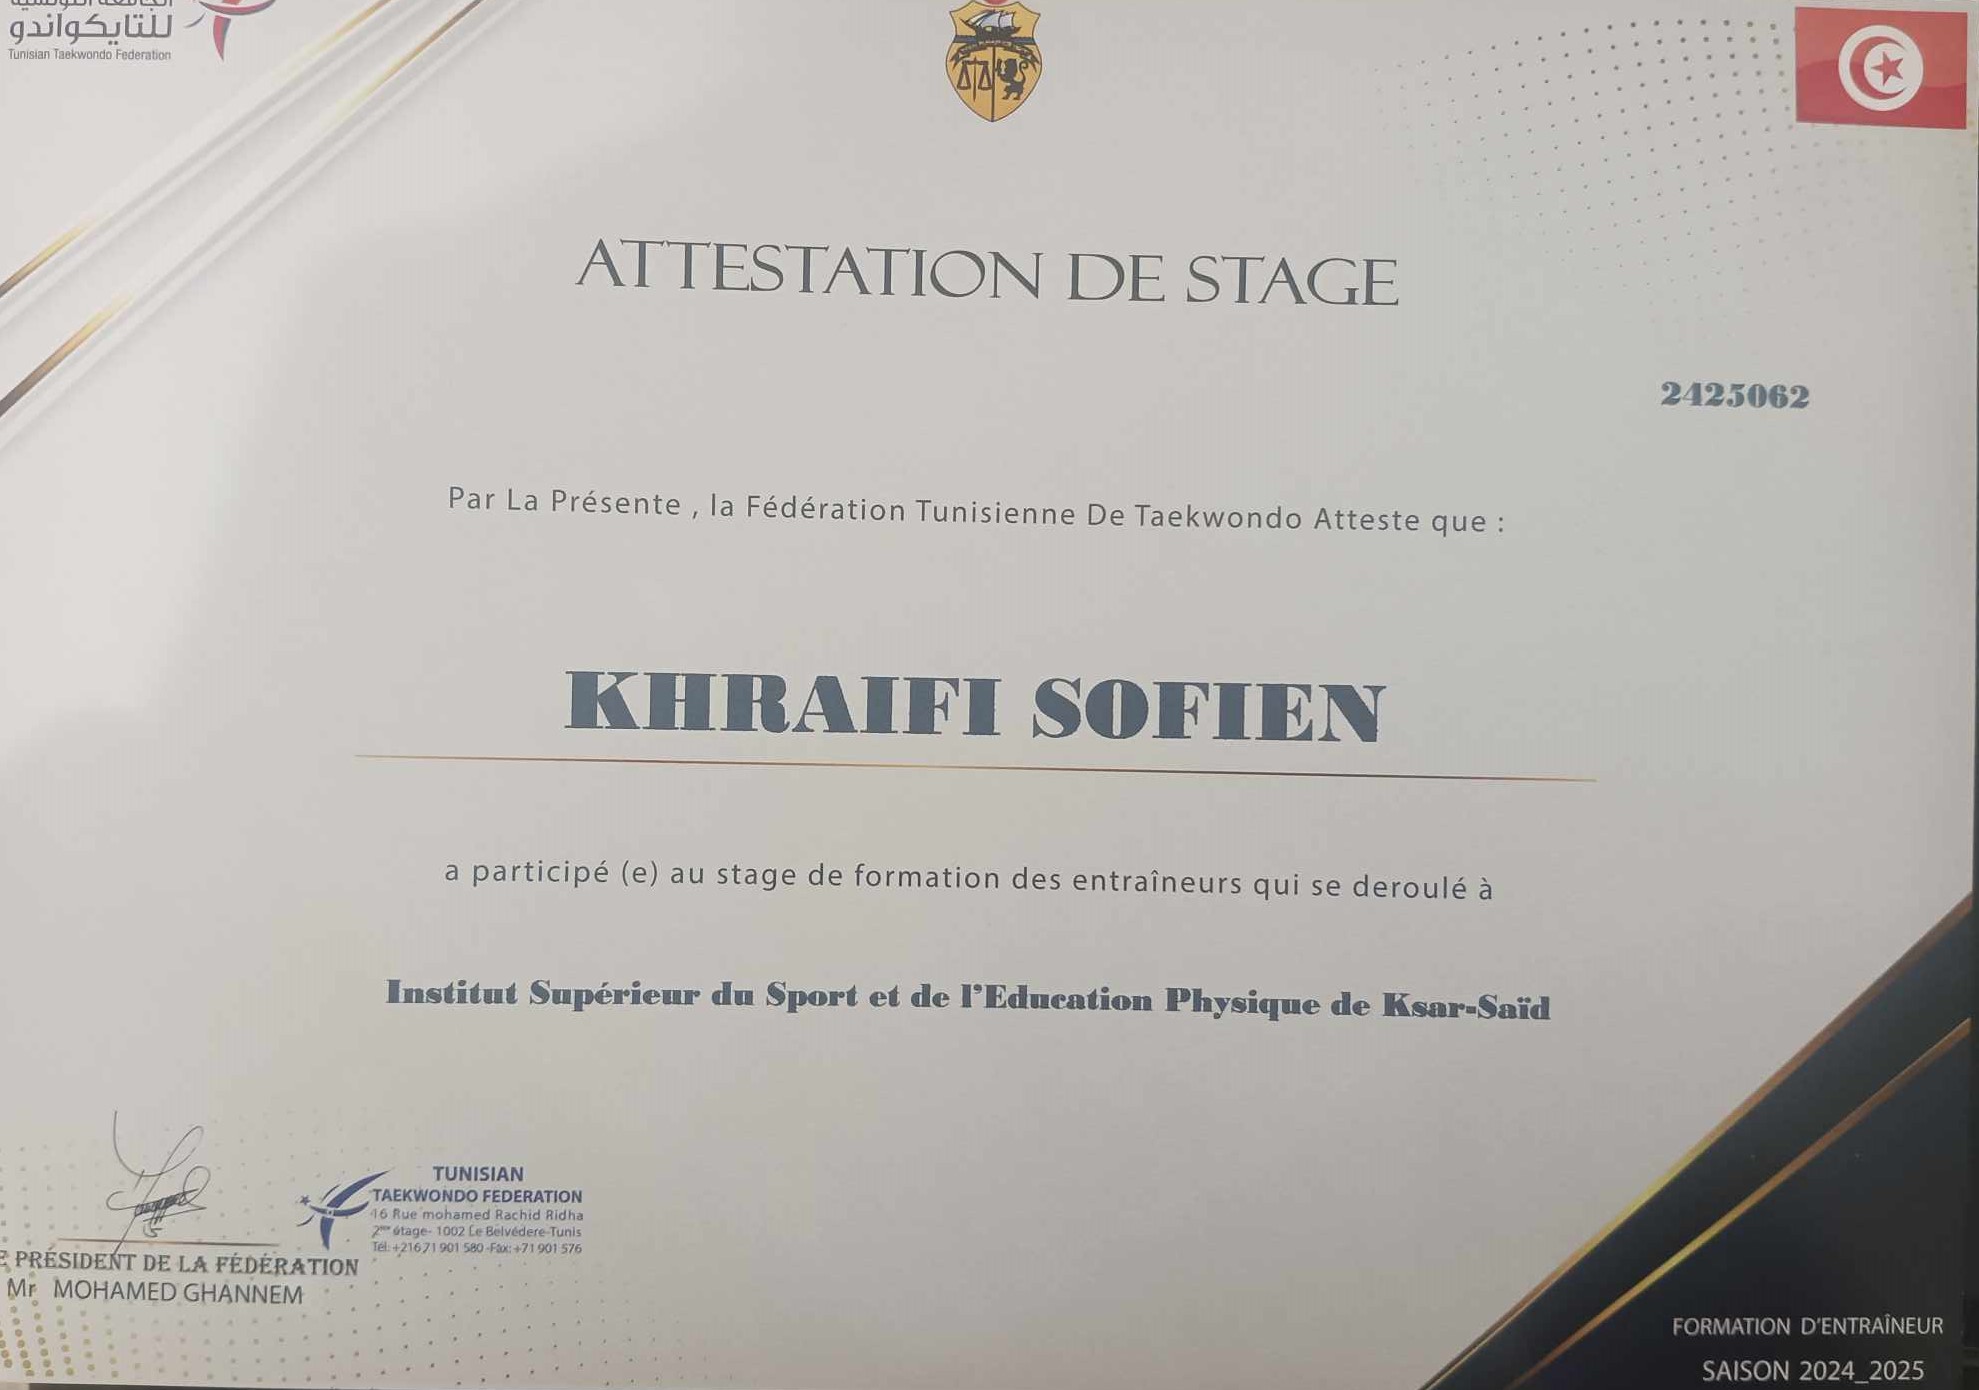 للتايكواندو
Tunisian Taekwondo Federation
ATTESTATION DE STAGE
2425062
Par La Présente , la Fédération Tunisienne De Taekwondo Atteste que :
KHRAIFI SOFIEN
a participé (e) au stage de formation des entraîneurs qui se deroulé à
Institut Supérieur du Sport et de l'Education Physique de Ksar-Saïd
TUNISIAN
TAEKWONDO FEDERATION
16 Rue mohamed Rachid Ridha
2ème étage- 1002 Le Belvédere-Tunis
Tél: +216 71 901 580 -Fax: +71 901 576
PRÉSIDENT DE LA FÉDÉRATION
Mr MOHAMED GHANNEM
FORMATION D'ENTRAÎNEUR
SAISON 2024_2025